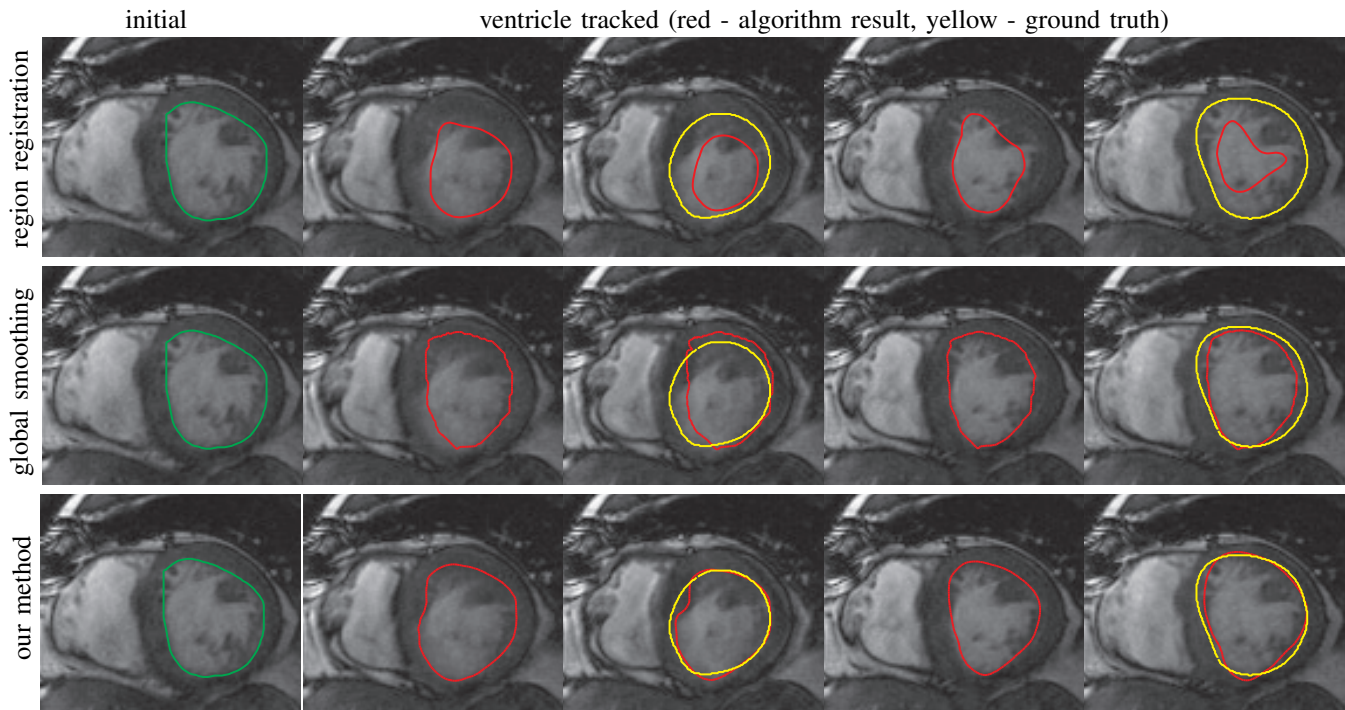 initial
ventricle tracked (red - algorithm result, yellow - ground truth)
region registration
global smoothing
our method